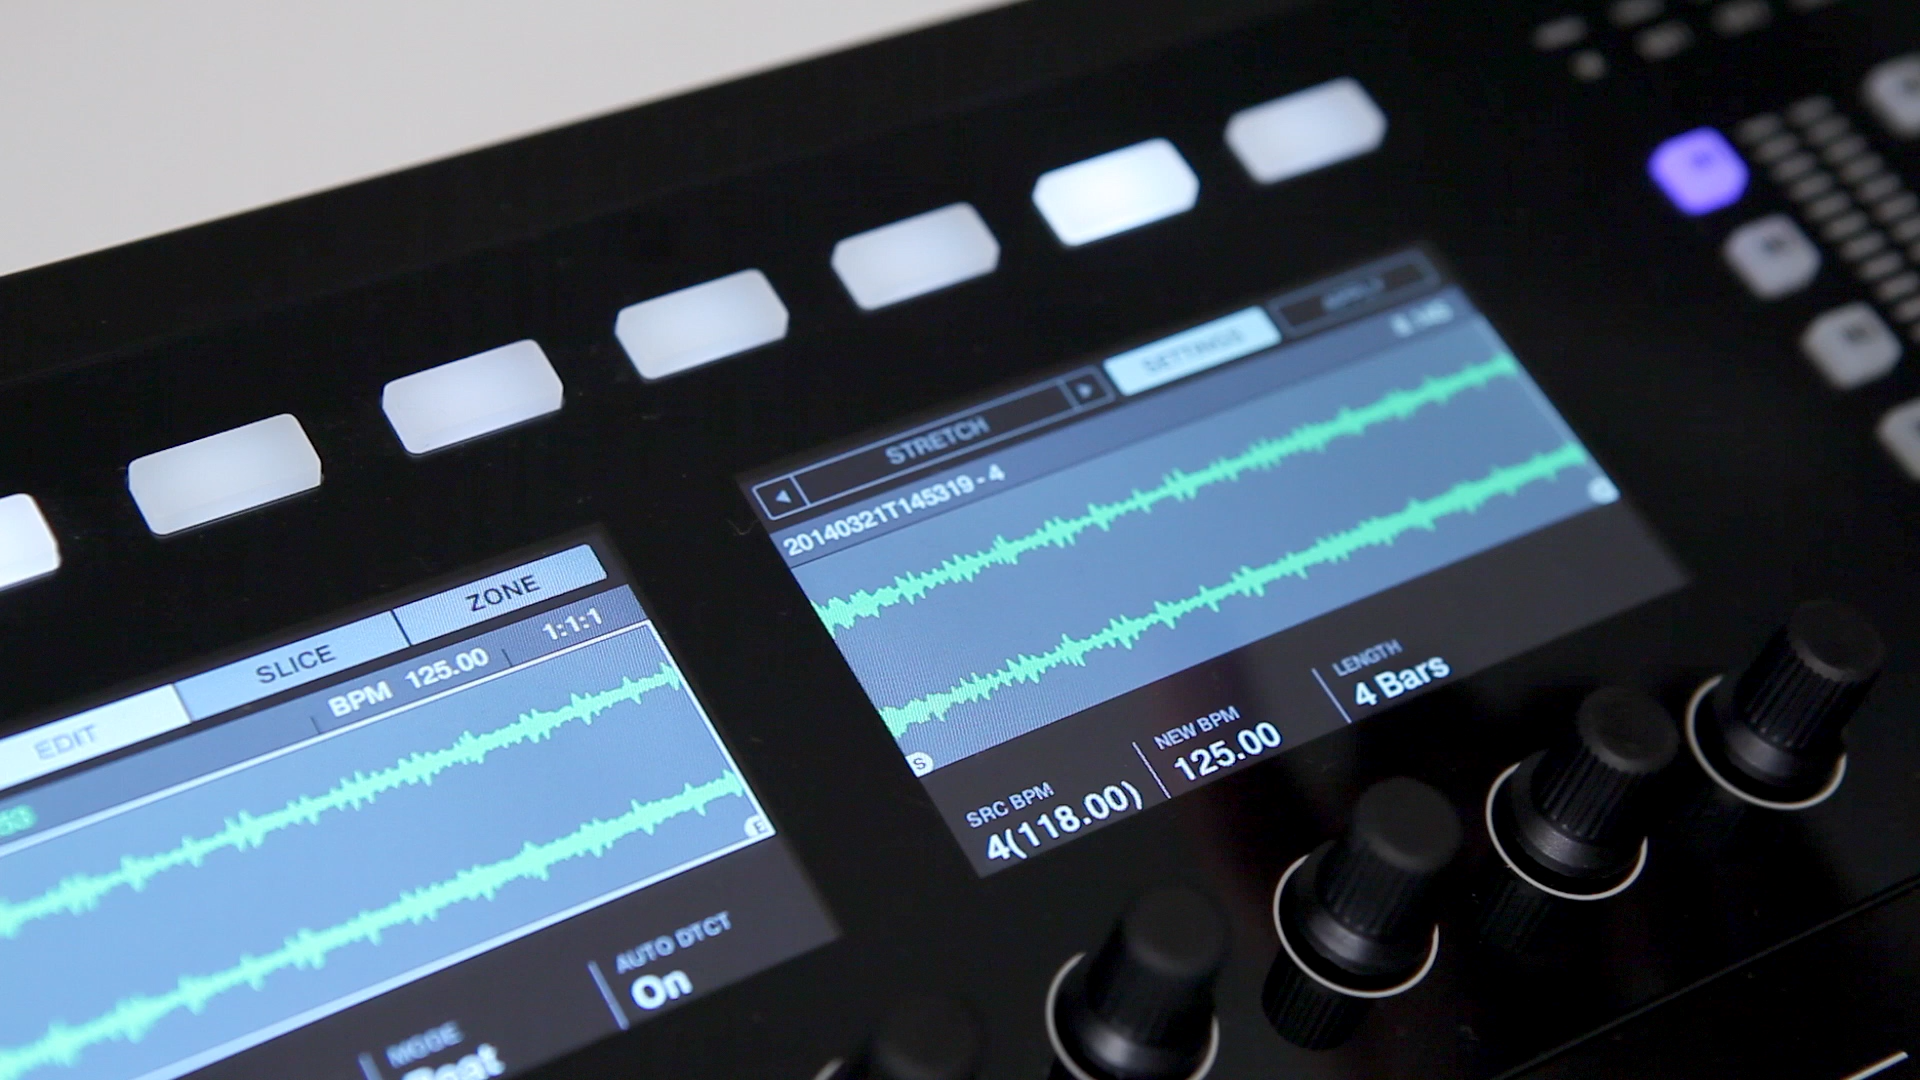 STRETCH
SETTINGS
20140321T145319 - 4
S
SRC BPM
4(118.00)
NEW BPM
125.00
LENGTH
4 Bars
EDIT
SLICE
ZONE
BPM 125.00
1:1:1
E
MODE
Beat
AUTO DTCT
On